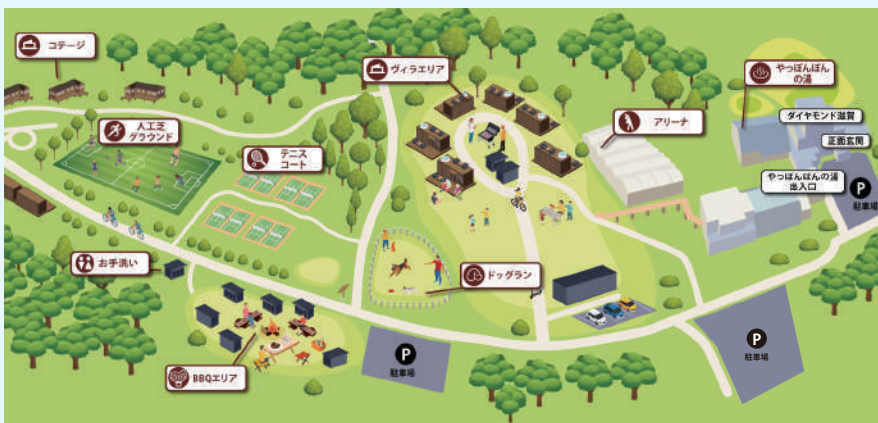 コテージ
ヴィラエリア
やっぽんぽん
の湯
ダイヤモンド滋賀
正面玄関
人工芝
グラウンド
アリーナ
テニス
コート
やっぽんぽんの湯
出入口
P
駐車場
お手洗い
ドッグラン
BBQエリア
P
駐車場
P
駐車場